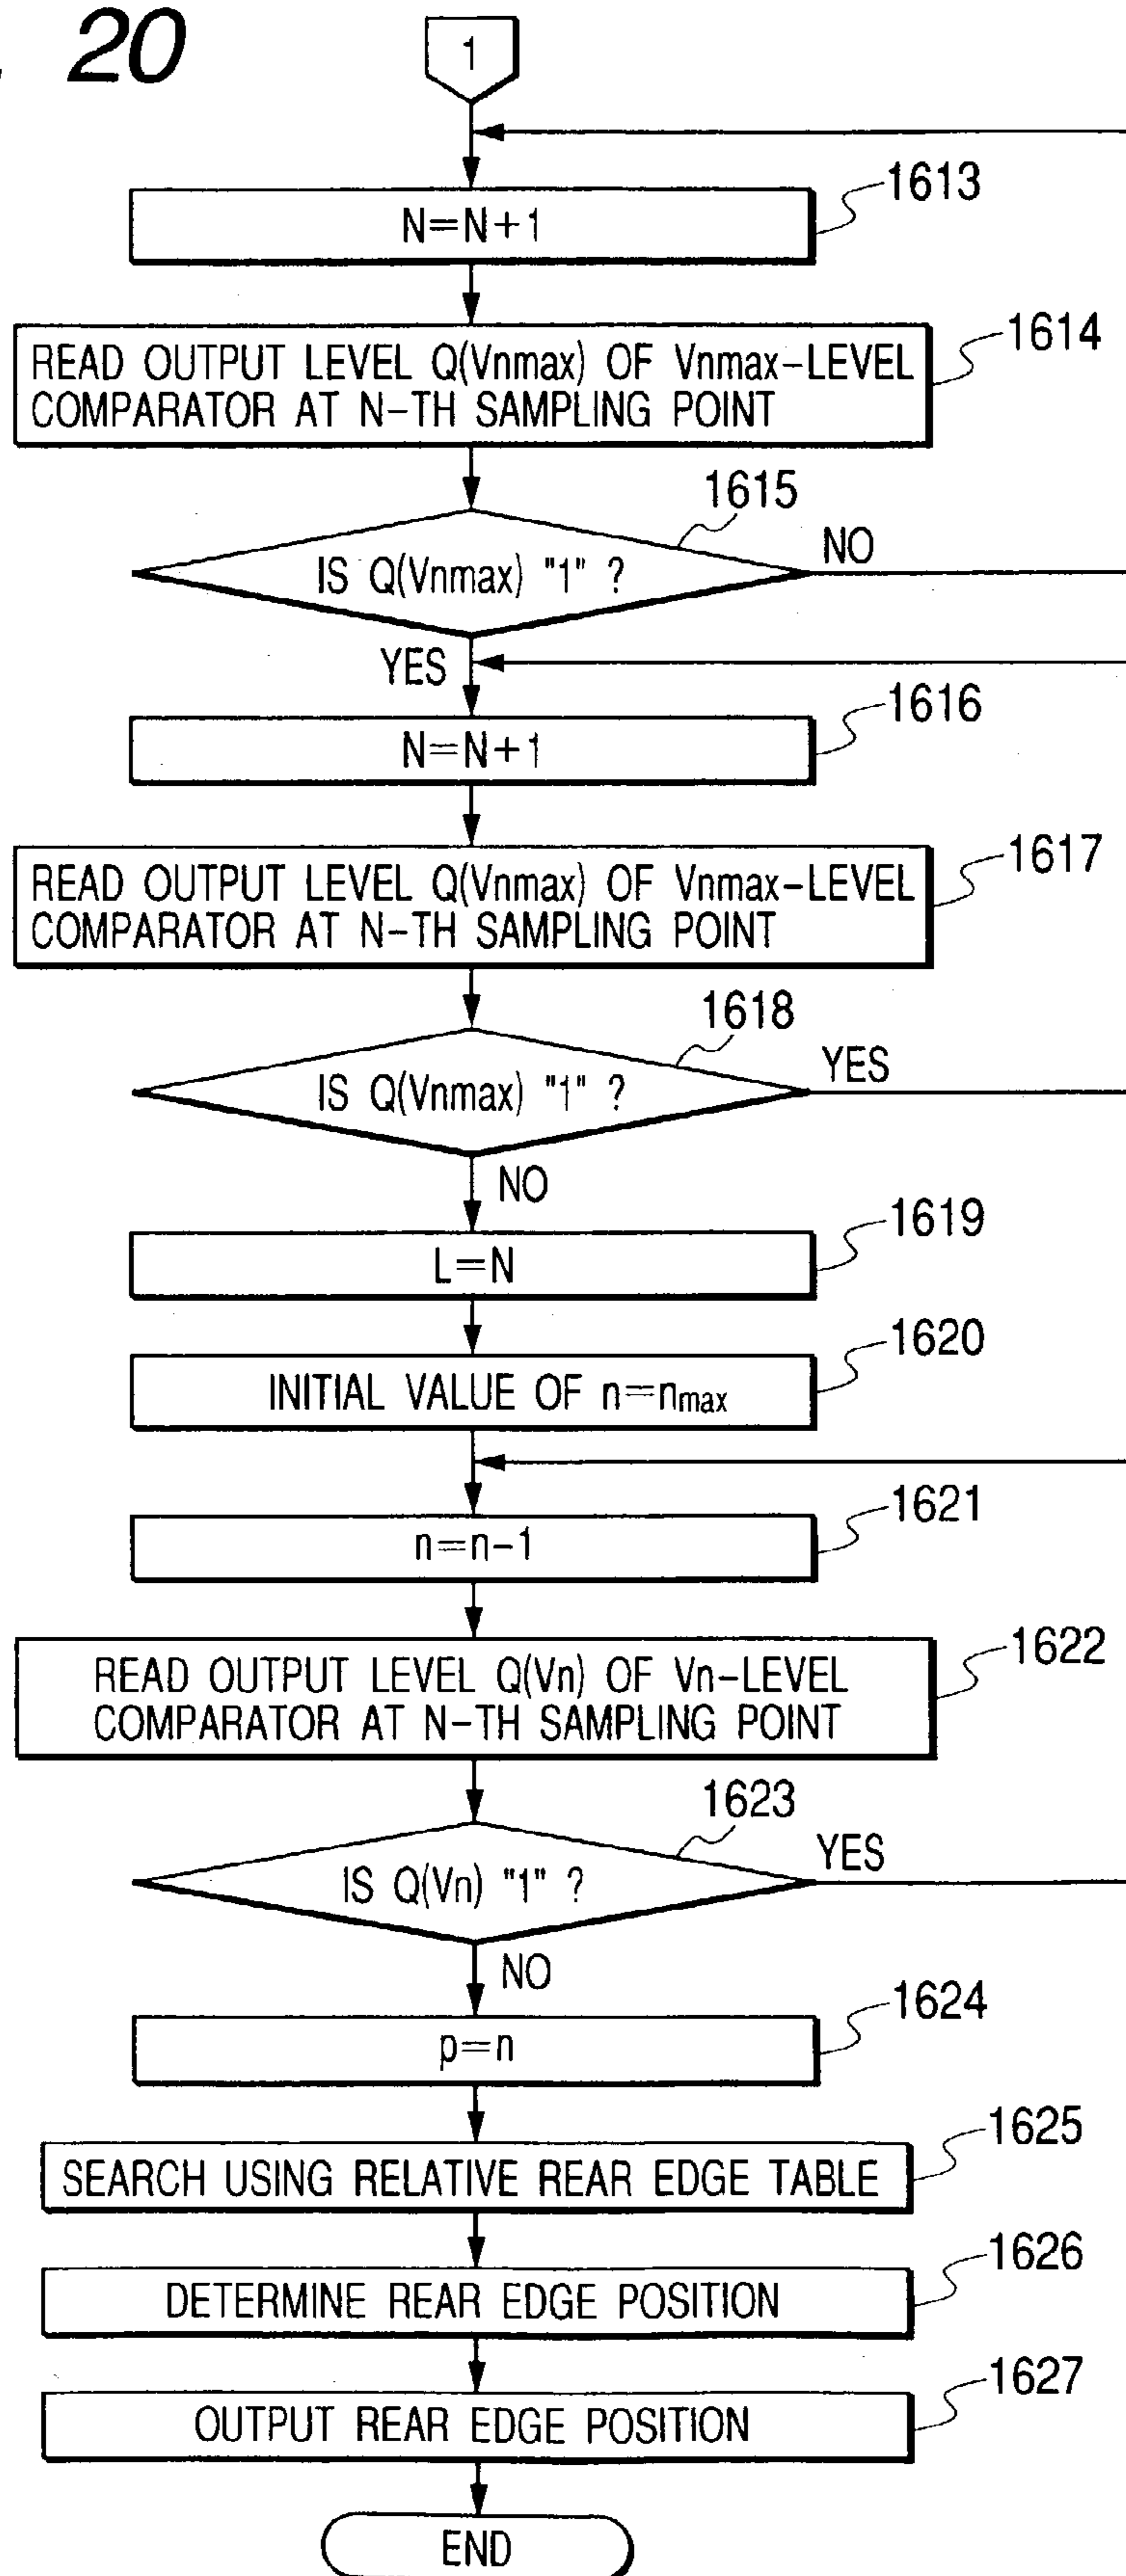 20
1
1613
N=N+1
1614
READ OUTPUT LEVEL Q(Vnmax) OF Vnmax-LEVEL
COMPARATOR AT N-TH SAMPLING POINT
1615
IS Q(Vnmax) "1" ?
NO
YES
1616
N=N+1
1617
READ OUTPUT LEVEL Q(Vnmax) OF Vnmax-LEVEL
COMPARATOR AT N-TH SAMPLING POINT
1618
IS Q(Vnmax) "1" ?
YES
NO
1619
L=N
1620
INITIAL VALUE OF n=nmax
1621
n=n-1
1622
READ OUTPUT LEVEL Q(Vn) OF Vn-LEVEL
COMPARATOR AT N-TH SAMPLING POINT
1623
IS Q(Vn) "1" ?
YES
NO
1624
p=n
1625
SEARCH USING RELATIVE REAR EDGE TABLE
1626
DETERMINE REAR EDGE POSITION
1627
OUTPUT REAR EDGE POSITION
END